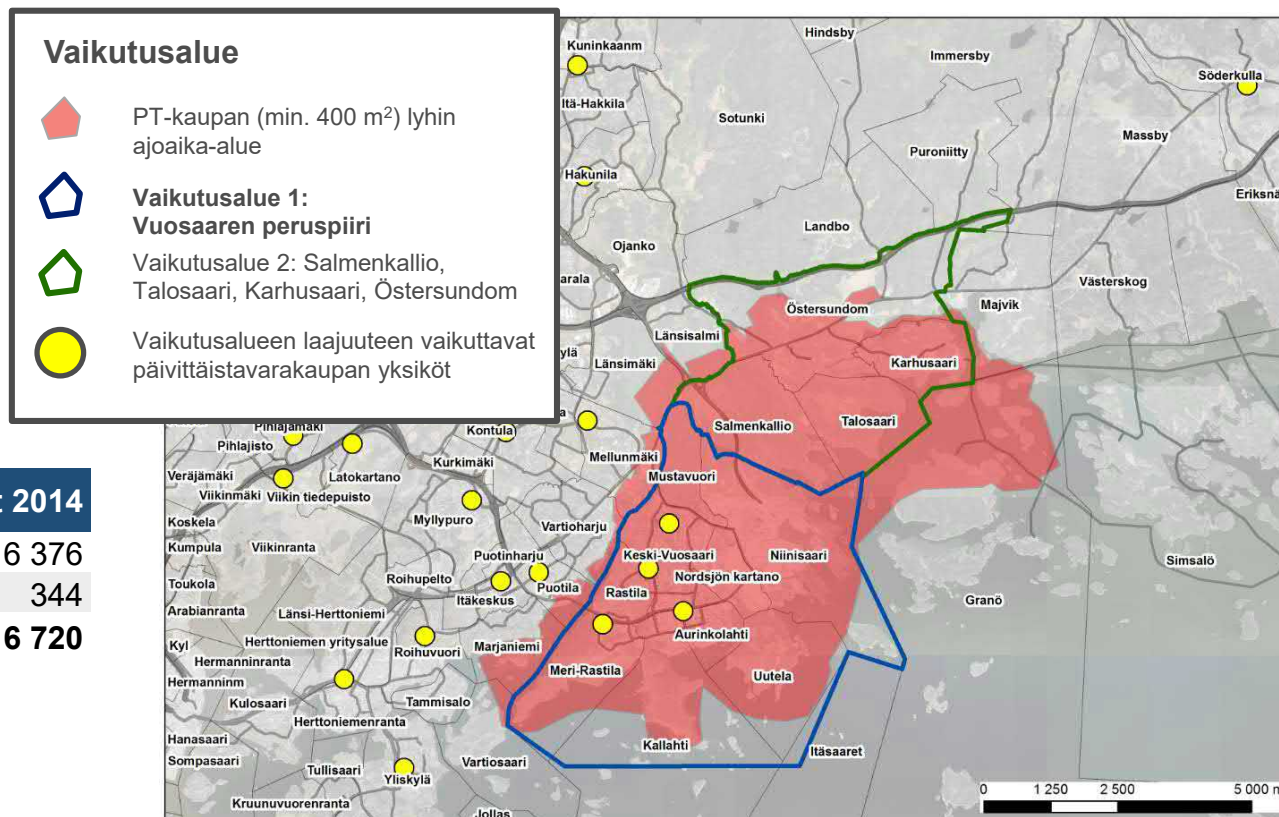 Vaikutusalue
PT-kaupan (min. 400 m²) lyhin
ajoaika-alue
Vaikutusalue 1:
Vuosaaren peruspiiri
Vaikutusalue 2: Salmenkallio,
Talosaari, Karhusaari, Östersundom
Vaikutusalueen laajuuteen vaikuttavat
päivittäistavarakaupan yksiköt
2014
6 376
344
6 720
Kuninkaanm
Hindsby
Immersby
Söderkulla
Itä-Hakkila
Sotunki
Massby
Puroniitty
Hakunila
Eriksnä
Landbo
Ojanko
arala
Västerskog
Östersundom
Majvik
Länsisalmi
ylä
Länsimäki
Karhusaari
a
Pihlajamäki
Kontula
Salmenkallio
Talosaari
Pihlajisto
Mellunmäki
Kurkimäki
Veräjämäki
Latokartano
Mustavuori
Viikinmäki
Viikin tiedepuisto
Koskela
Myllypuro
Vartioharju
Kumpula
Viikinranta
Puotinharju
Keski-Vuosaari
Niinisaari
Simsalö
Toukola
Roihupelto
Puotila
Nordsjön kartano
Itäkeskus
Rastila
Granö
Arabianranta
Länsi-Herttoniemi
Aurinkolahti
Kyl
Herttoniemen yritysalue
Roihuvuori
Marjaniemi
Hermanninranta
Meri-Rastila
Uutela
Hermanninm
Kulosaari
Tammisalo
Herttoniemenranta
Hanasaari
Kallahti
Itäsaaret
Sompasaari
Vartiosaari
Tullisaari
Yliskylä
Kruunuvuorenranta
Jollas
0 1 250 2 500 5 000 m